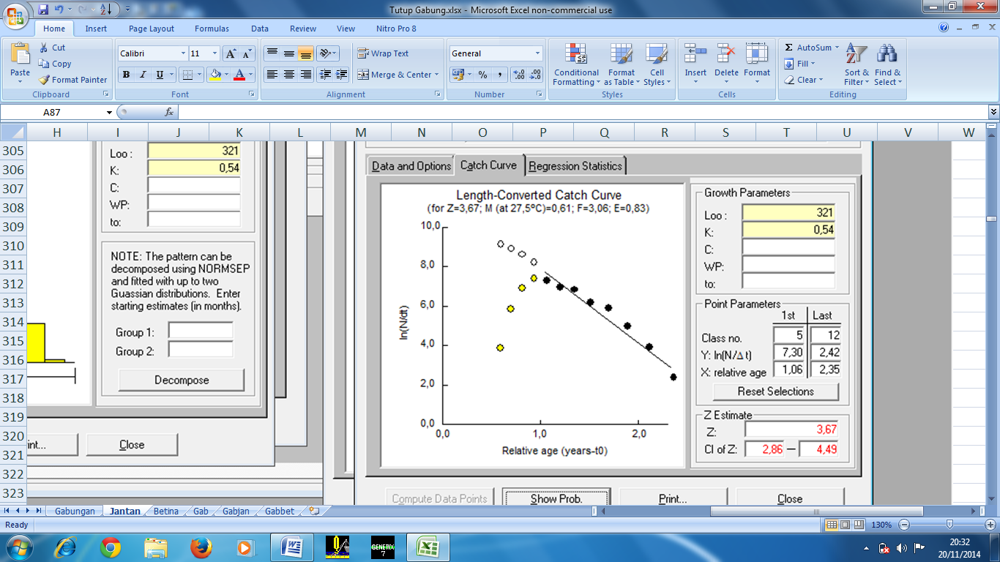 Tutup Gabung.xlsx - Microsoft Excel non-commercial use
Home Insert Page Layout Formulas Data Review View Nitro Pro 8
Paste Cut Copy Format Painter
Calibri 11 A A
B I U A
Wrap Text
Merge & Center
General
% , .0 .00 .00 .0
Conditional Formatting Format as Table Cell Styles
Insert Delete Format
Σ AutoSum Fill Clear
Sort & Filter Find & Select
Clipboard Font Alignment Number Styles Cells Editing
A87 fx
H I J K L M N O P Q R S T U V W
305
306
307
308
309
310
311
312
313
314
315
316
317
318
319
320
321
322
323
Loo : 321
K: 0,54
C:
WP:
to:
NOTE: The pattern can be
decomposed using NORMSEP
and fitted with up to two
Guassian distributions. Enter
starting estimates (in months).
Group 1:
Group 2:
Decompose
int... Close
Data and Options Catch Curve Regression Statistics
Length-Converted Catch Curve
(for Z=3,67; M (at 27,5ºC)=0,61; F=3,06; E=0,83)
10,0
8,0
6,0
4,0
2,0
0,0
ln(N/dt)
0,0 1,0 2,0
Relative age (years-t0)
Growth Parameters
Loo : 321
K: 0,54
C:
WP:
to:
Point Parameters
1st Last
Class no. 5 12
Y: ln(N/Δ t) 7,30 2,42
X: relative age 1,06 2,35
Reset Selections
Z Estimate
Z: 3,67
CI of Z: 2,86 — 4,49
Compute Data Points Show Prob. Print... Close
Gabungan Jantan Betina Gab Gabjan Gabbet
Ready 130%
GENETIX 7
20:32
20/11/2014